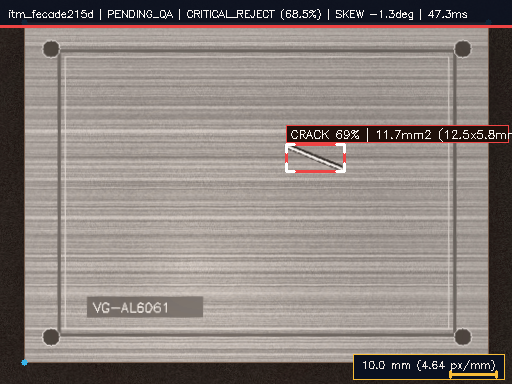 itm_fecade215d | PENDING_QA | CRITICAL_REJECT (68.5%) | SKEW -1.3deg | 47.3ms
CRACK 69% | 11.7mm2 (12.5x5.8mm
VG-AL6061
10.0 mm (4.64 px/mm)